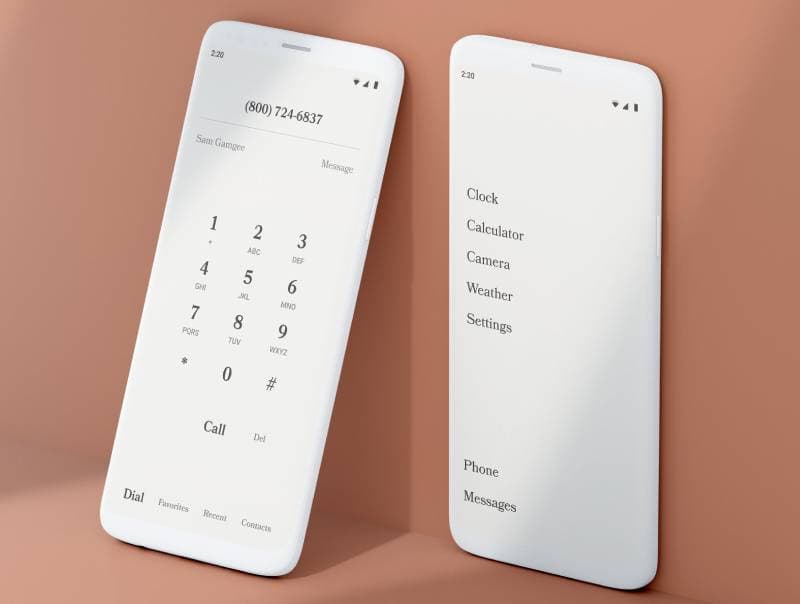 2:20
(800) 724-6837
Sam Gamgee
Message
1 2 3
+ ABC DEF
4 5 6
GHI JKL MNO
7 8 9
PQRS TUV WXYZ
* 0 #
Call Del
Dial Favorites Recent Contacts
2:20
Clock
Calculator
Camera
Weather
Settings
Phone
Messages